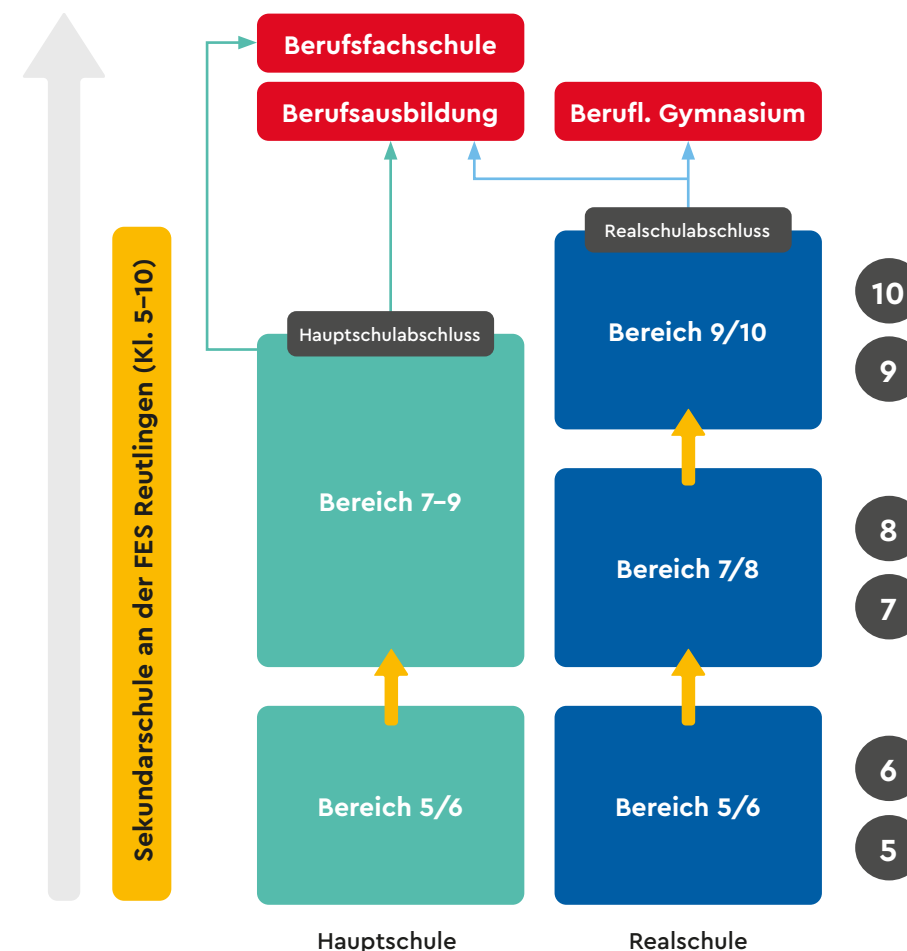 Berufsfachschule
Berufsausbildung
Berufl. Gymnasium
Realschulabschluss
Hauptschulabschluss
Bereich 9/10
10
9
Bereich 7–9
Bereich 7/8
8
7
Bereich 5/6
Bereich 5/6
6
5
Sekundarschule an der FES Reutlingen (Kl. 5–10)
Hauptschule
Realschule